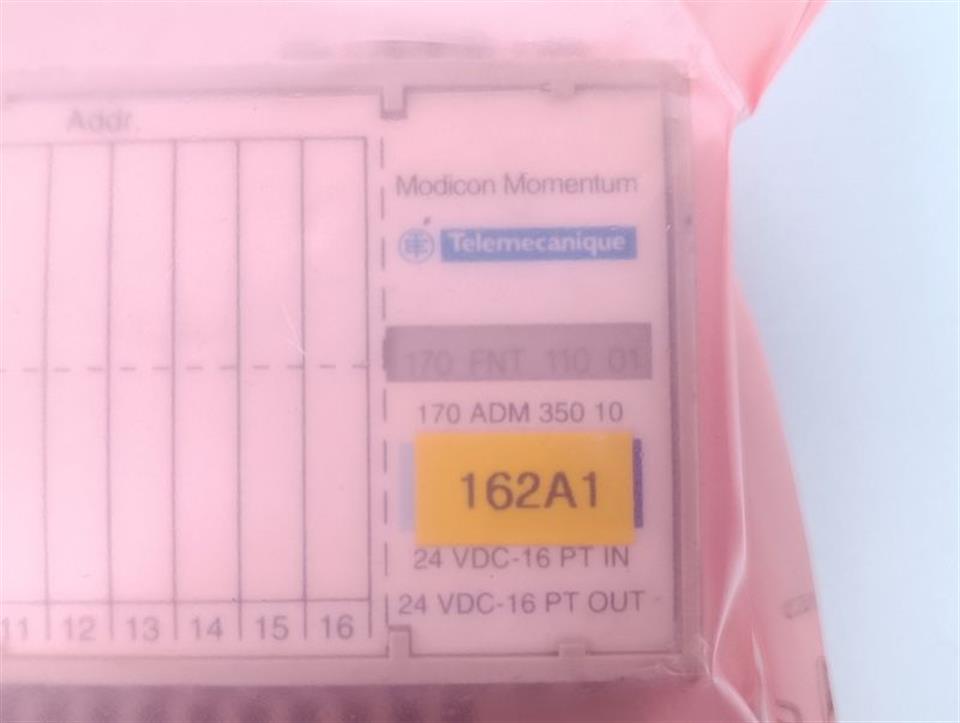 Addr.
Modicon Momentum
Telemecanique
170 FNT 110 01
170 ADM 350 10
162A1
24 VDC-16 PT IN
24 VDC-16 PT OUT
11 12 13 14 15 16